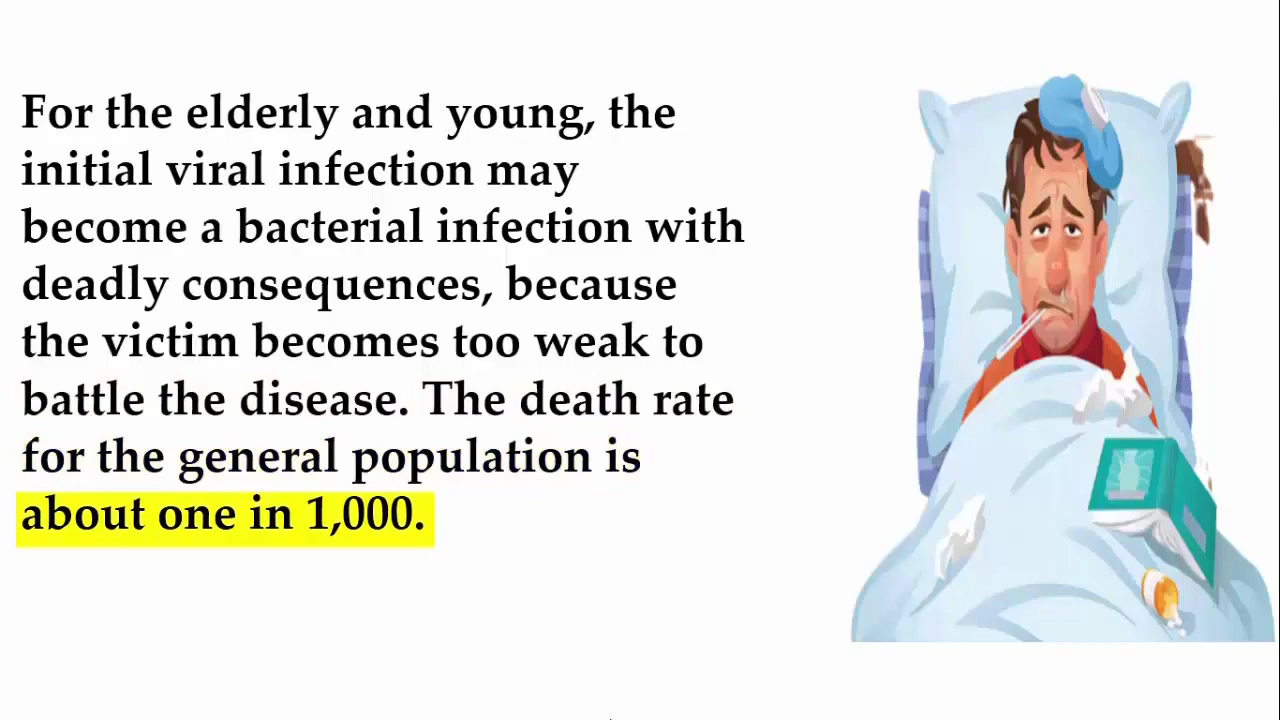 For the elderly and young, the
initial viral infection may
become a bacterial infection with
deadly consequences, because
the victim becomes too weak to
battle the disease. The death rate
for the general population is
about one in 1,000.